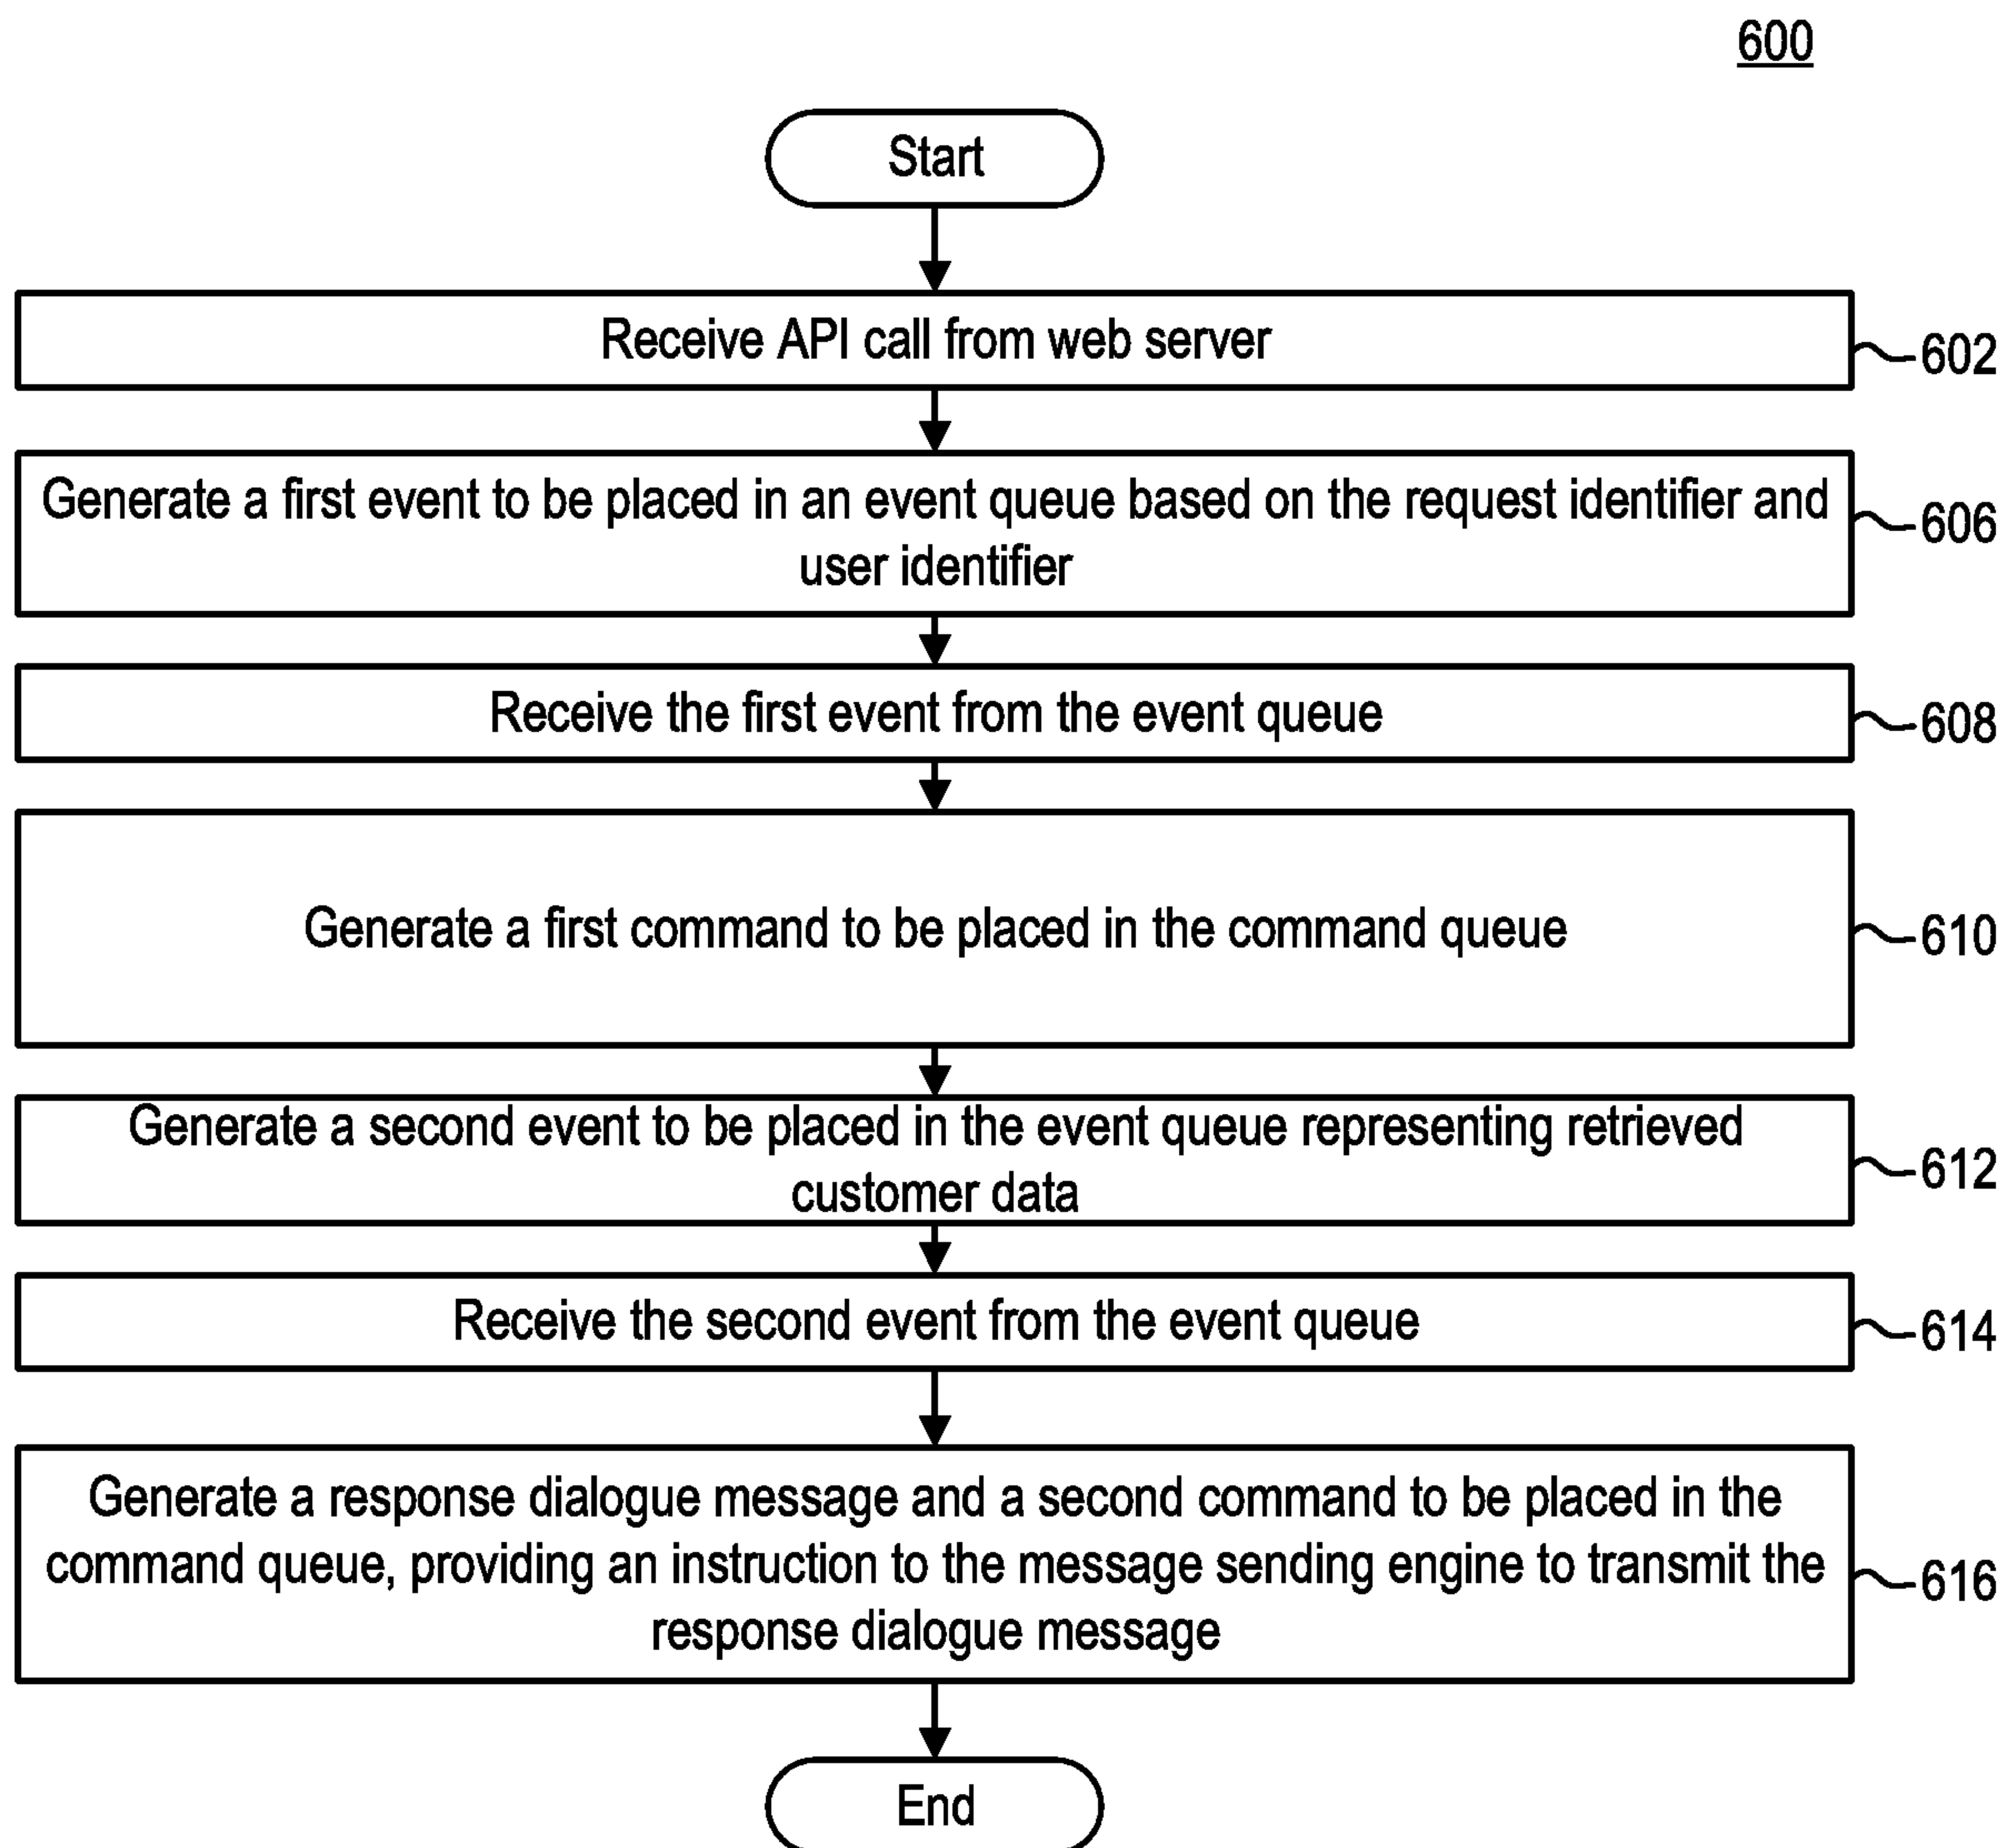 600
Start
Receive API call from web server
602
Generate a first event to be placed in an event queue based on the request identifier and
user identifier
606
Receive the first event from the event queue
608
Generate a first command to be placed in the command queue
610
Generate a second event to be placed in the event queue representing retrieved
customer data
612
Receive the second event from the event queue
614
Generate a response dialogue message and a second command to be placed in the
command queue, providing an instruction to the message sending engine to transmit the
response dialogue message
616
End